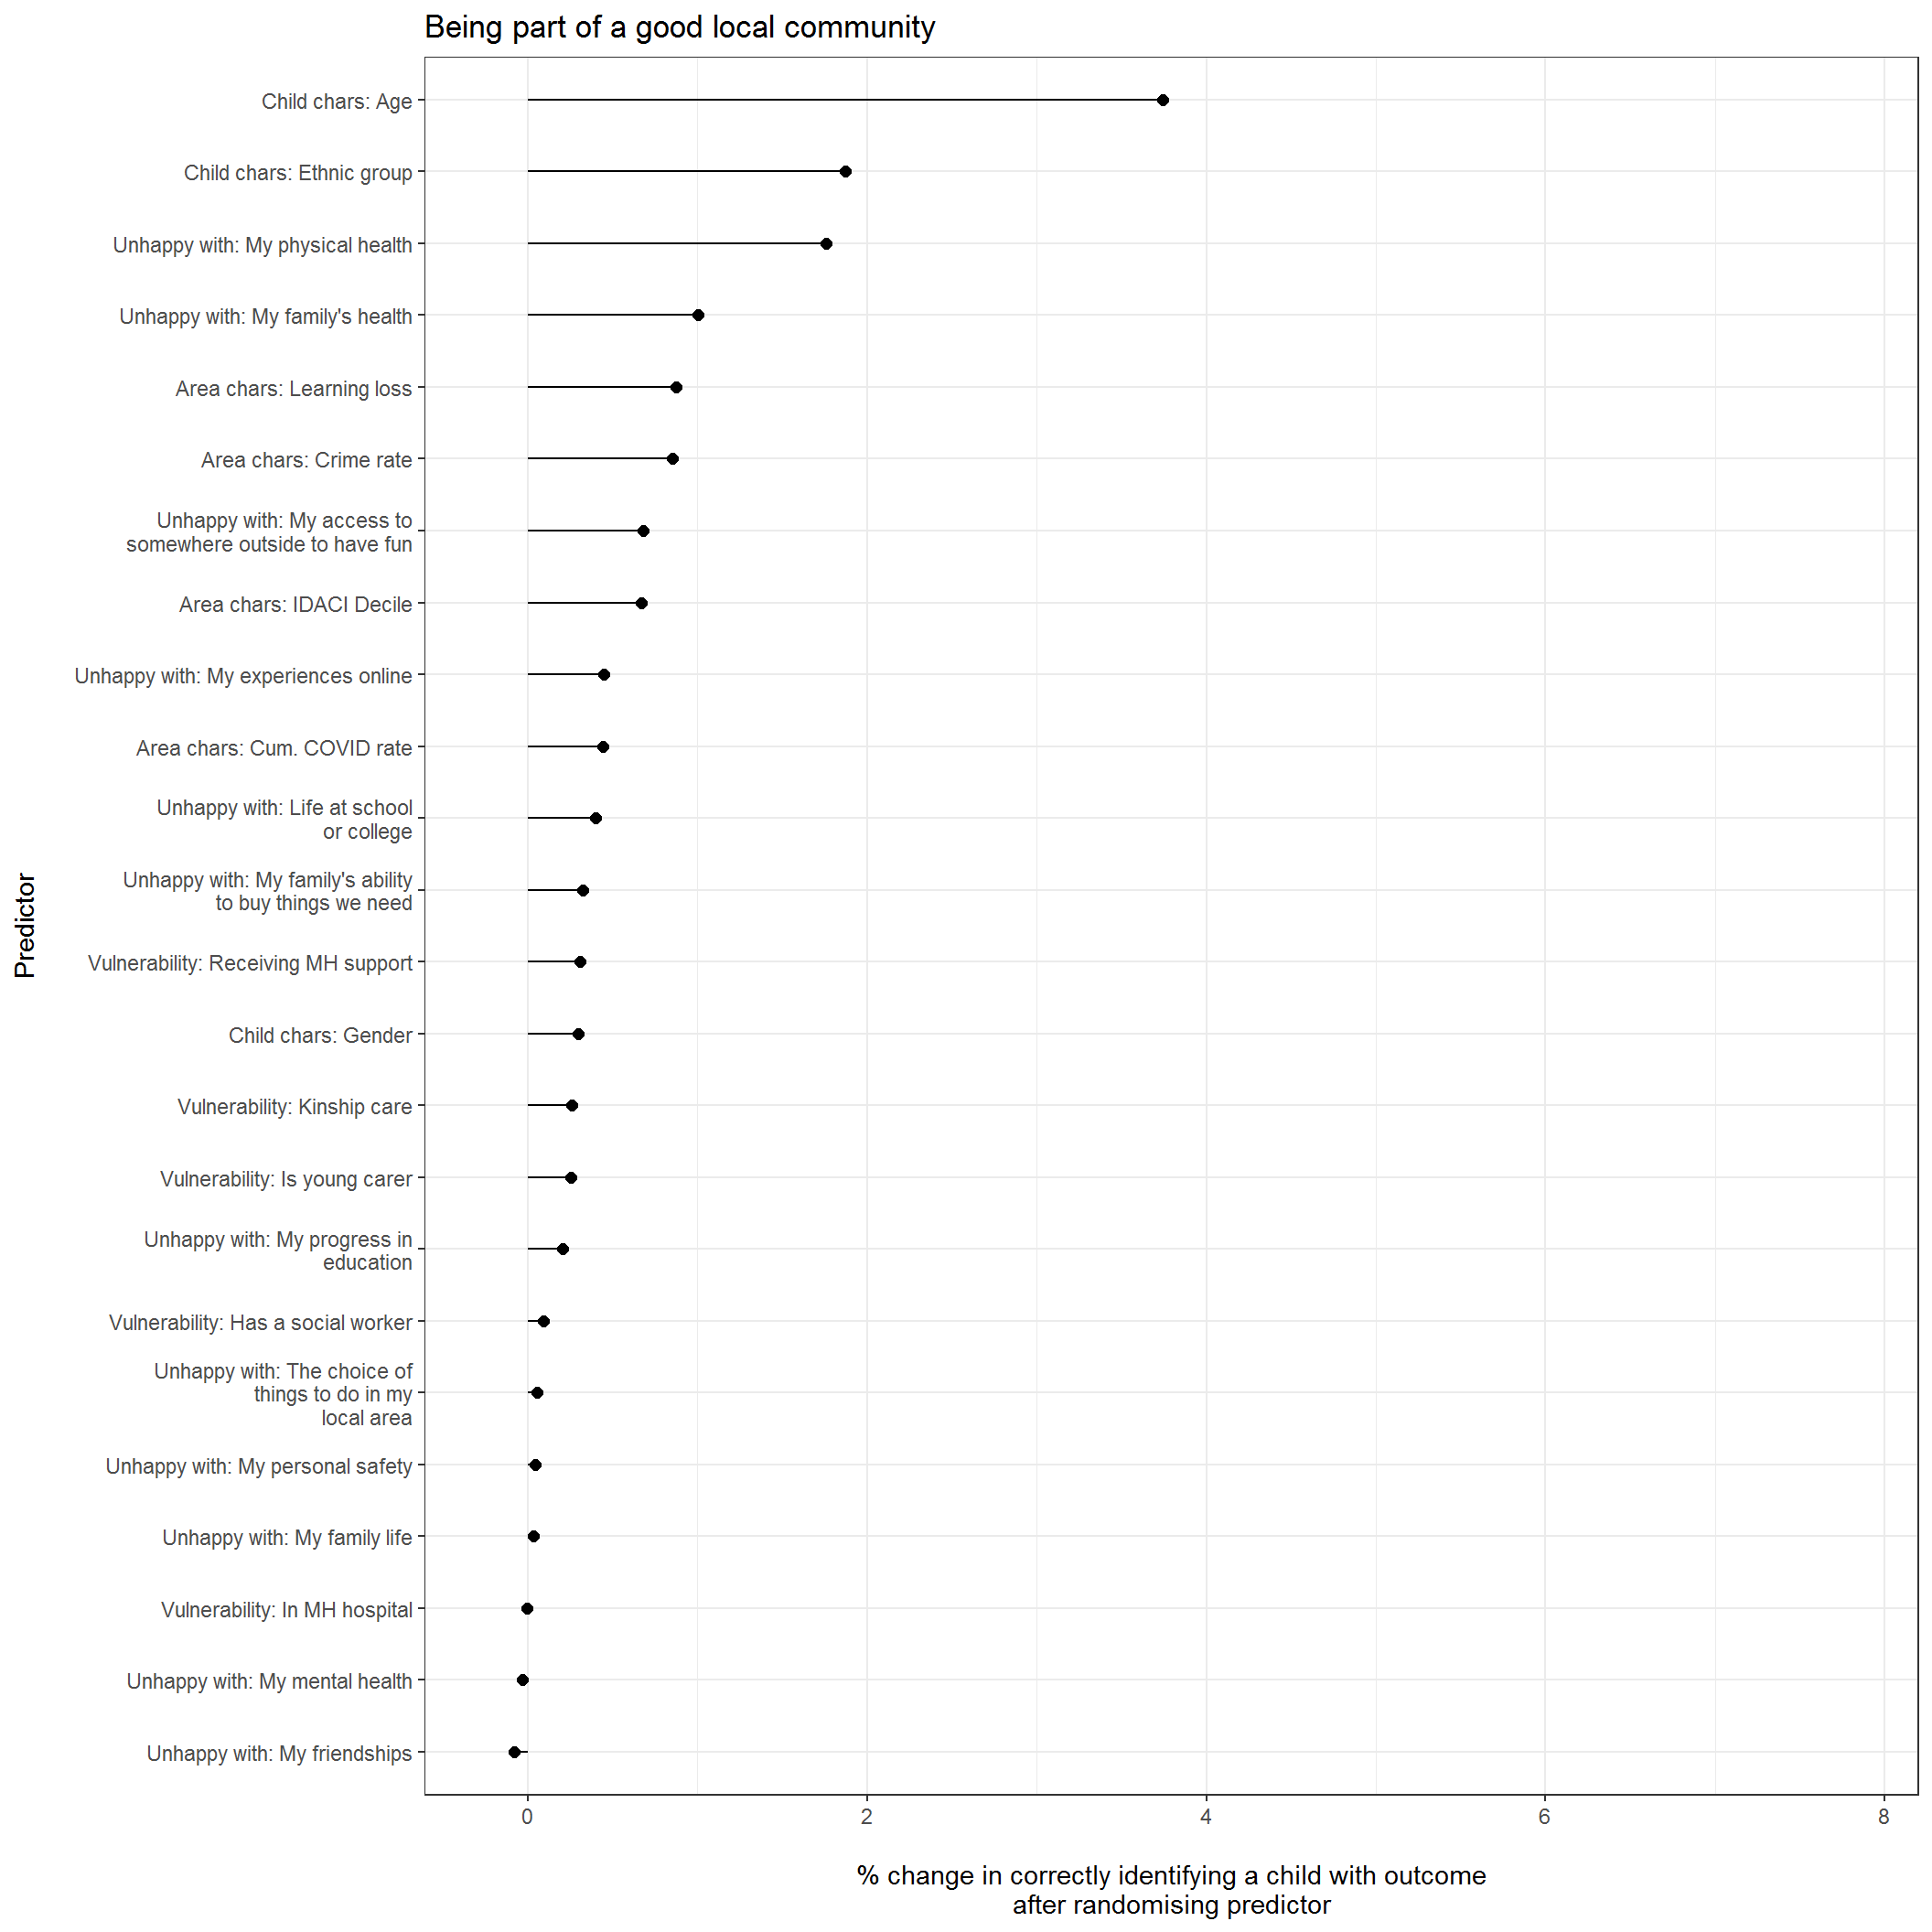 Being part of a good local community
Child chars: Age
Child chars: Ethnic group
Unhappy with: My physical health
Unhappy with: My family's health
Area chars: Learning loss
Area chars: Crime rate
Unhappy with: My access to
somewhere outside to have fun
Area chars: IDACI Decile
Unhappy with: My experiences online
Area chars: Cum. COVID rate
Unhappy with: Life at school
or college
Unhappy with: My family's ability
to buy things we need
Vulnerability: Receiving MH support
Child chars: Gender
Vulnerability: Kinship care
Vulnerability: Is young carer
Unhappy with: My progress in
education
Vulnerability: Has a social worker
Unhappy with: The choice of
things to do in my
local area
Unhappy with: My personal safety
Unhappy with: My family life
Vulnerability: In MH hospital
Unhappy with: My mental health
Unhappy with: My friendships
Predictor
0 2 4 6 8
% change in correctly identifying a child with outcome
after randomising predictor